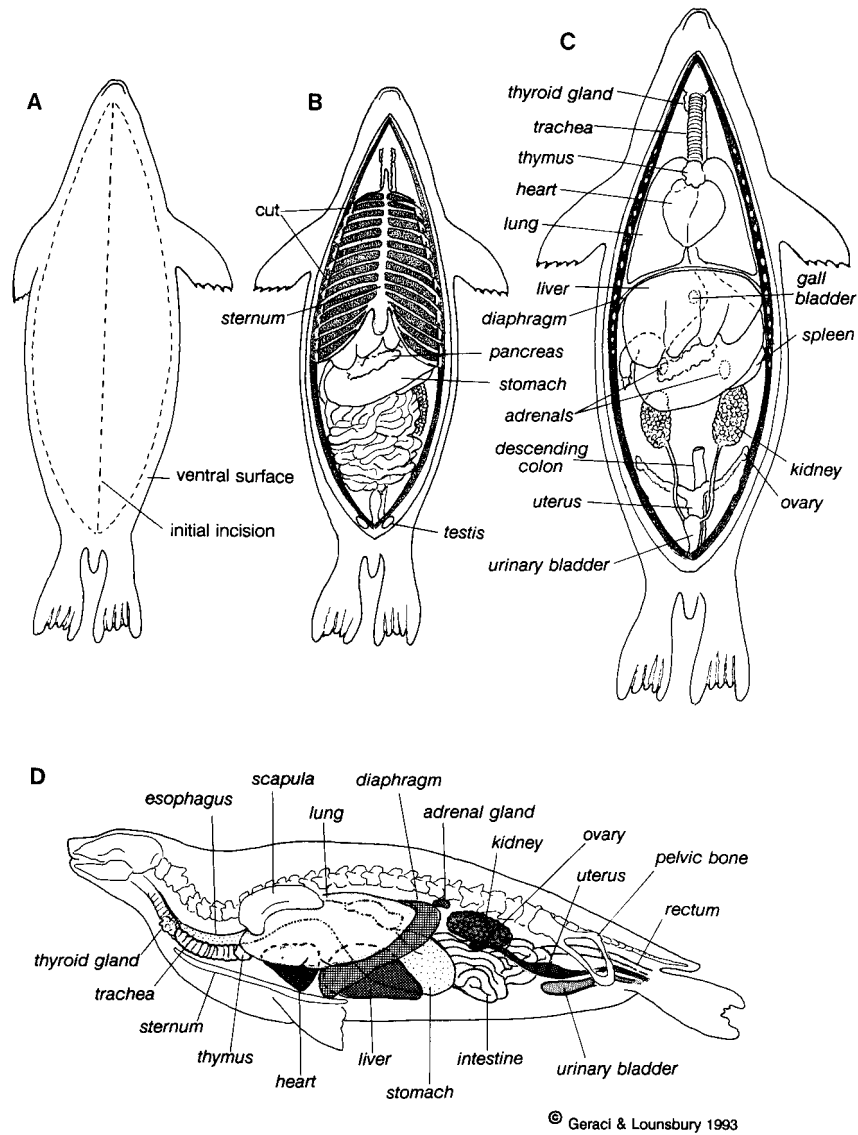 A
ventral surface
initial incision
B
cut
sternum
pancreas
stomach
testis
C
thyroid gland
trachea
thymus
heart
lung
liver
diaphragm
gall
bladder
spleen
adrenals
descending
colon
kidney
uterus
ovary
urinary bladder
D
scapula
diaphragm
esophagus
lung
adrenal gland
kidney
ovary
pelvic bone
uterus
rectum
thyroid gland
trachea
sternum
thymus
heart
liver
stomach
intestine
urinary bladder
© Geraci & Lounsbury 1993